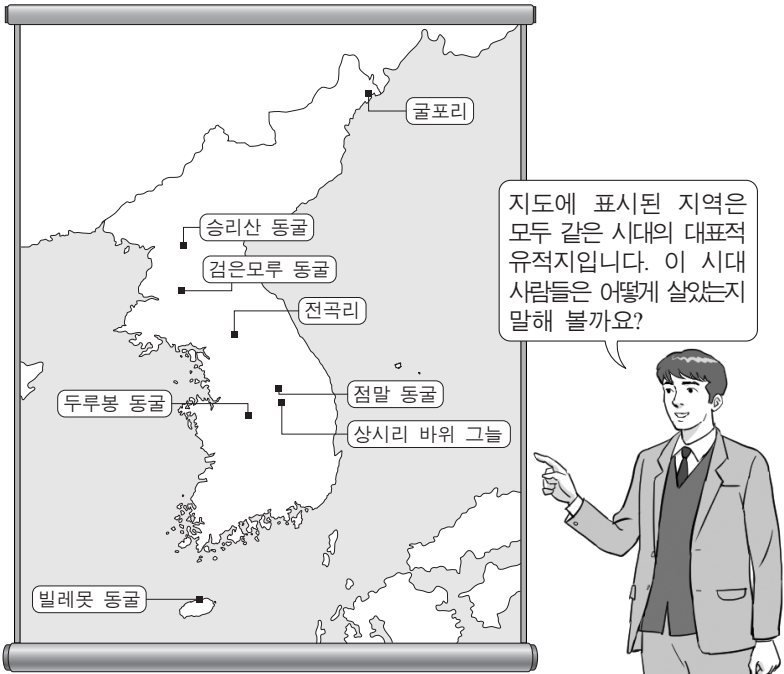 굴포리
승리산 동굴
검은모루 동굴
전곡리
점말 동굴
두루봉 동굴
상시리 바위 그늘
빌레못 동굴
지도에 표시된 지역은
모두 같은 시대의 대표적
유적지입니다. 이 시대
사람들은 어떻게 살았는지
말해 볼까요?